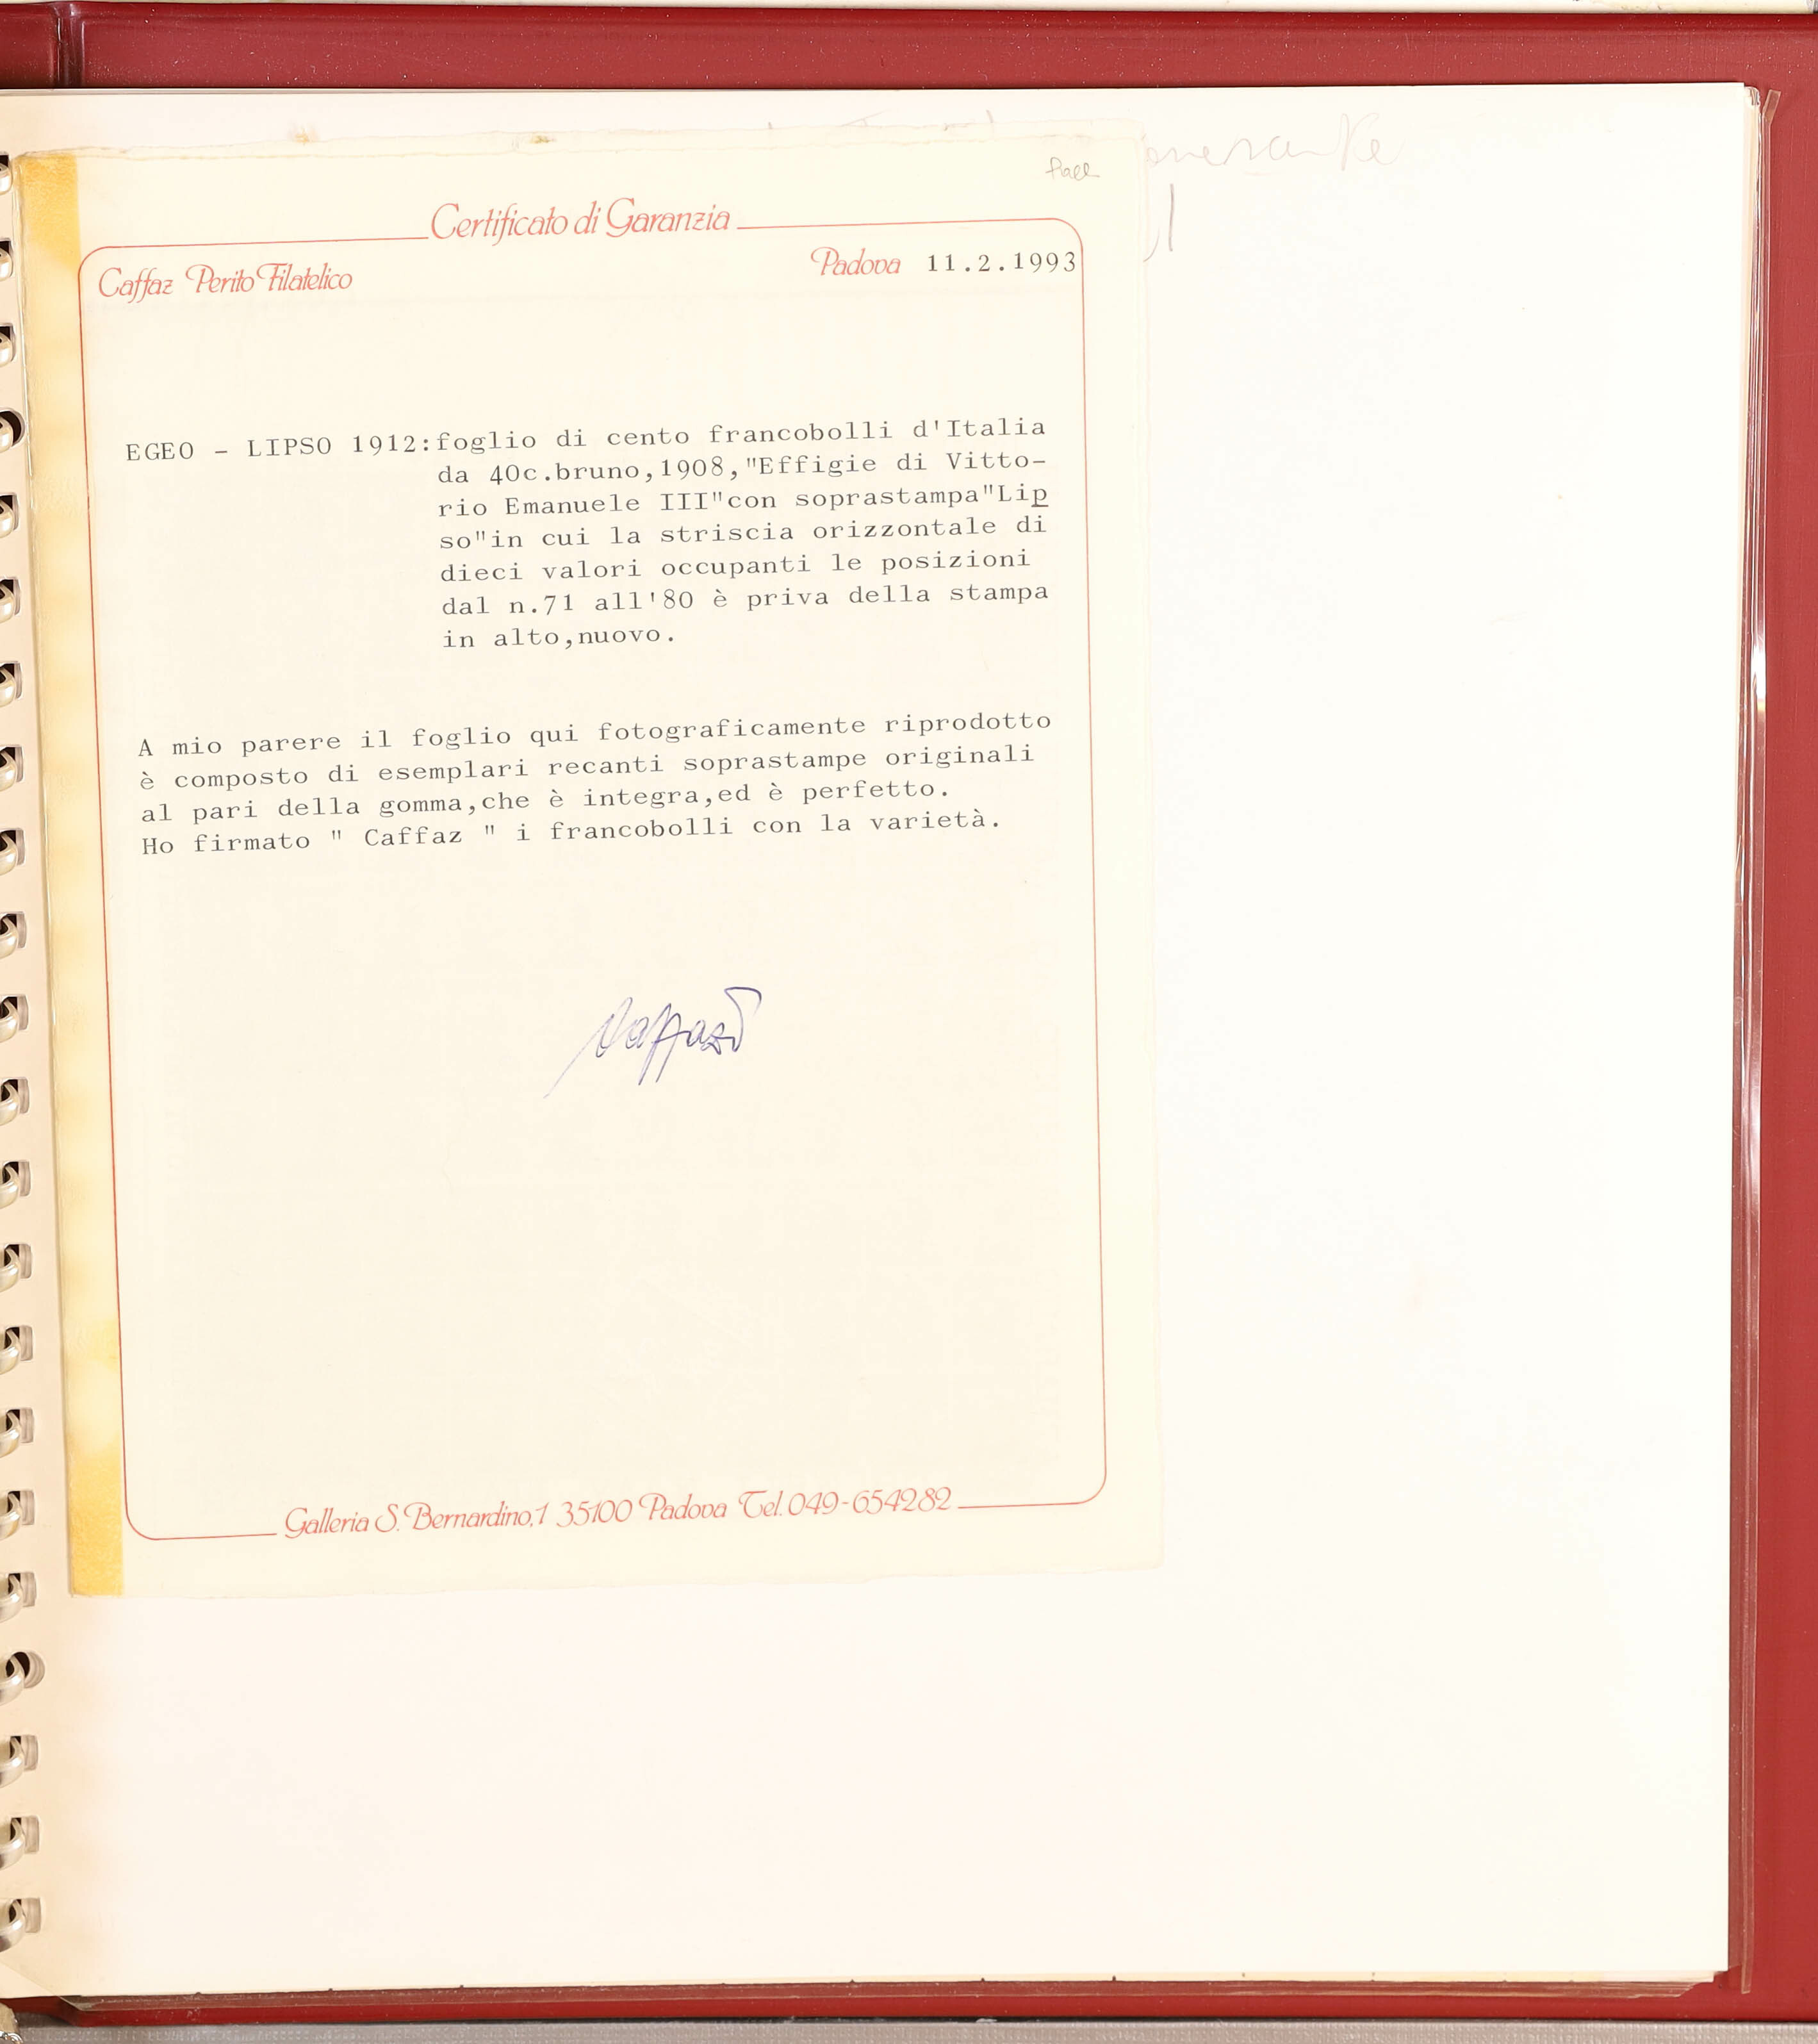 Certificato di Garanzia
Caffaz Perito Filatelico
Padova 11.2.1993
EGEO - LIPSO 1912:foglio di cento francobolli d'Italia
da 40c.bruno,1908,"Effigie di Vitto-
rio Emanuele III"con soprastampa"Lip
so"in cui la striscia orizzontale di
dieci valori occupanti le posizioni
dal n.71 all'80 è priva della stampa
in alto,nuovo.
A mio parere il foglio qui fotograficamente riprodotto
è composto di esemplari recanti soprastampe originali
al pari della gomma,che è integra,ed è perfetto.
Ho firmato " Caffaz " i francobolli con la varietà.
Caffaz
Galleria S. Bernardino,1 35100 Padova Tel. 049-654282